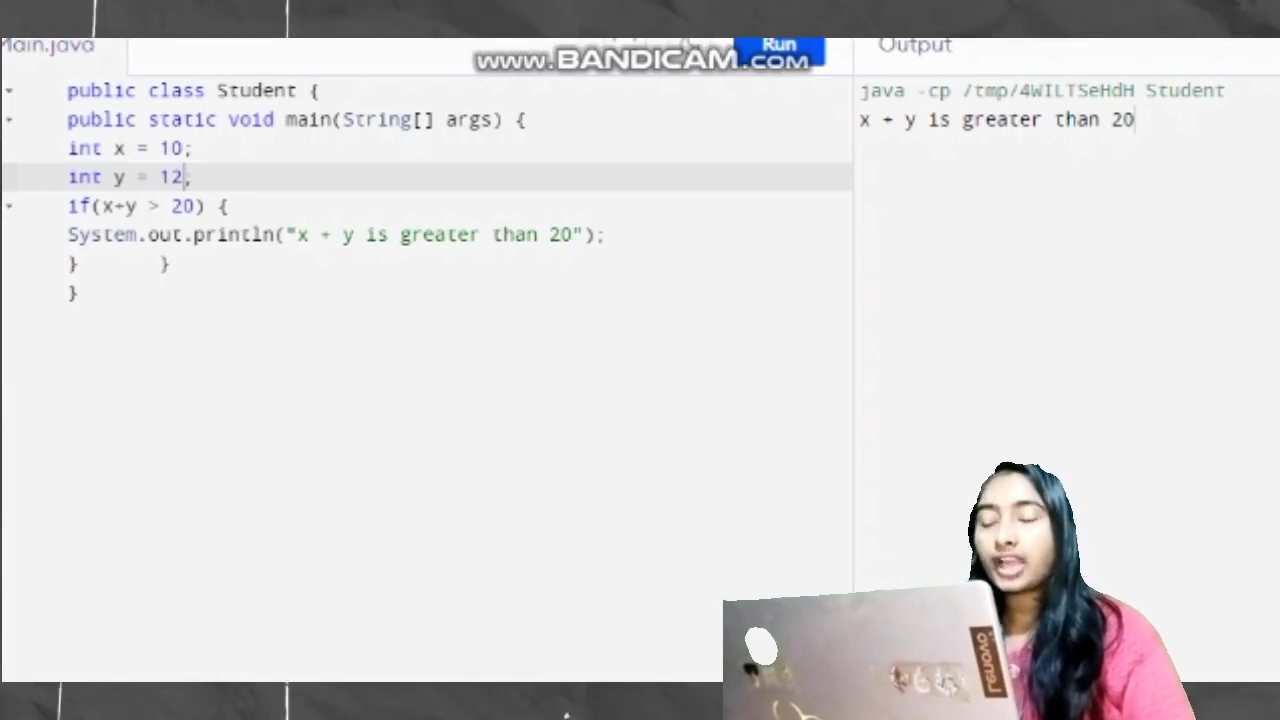 Main.java
Run
Output
www.BANDICAM.COM
public class Student {
public static void main(String[] args) {
int x = 10;
int y = 12;
if(x+y > 20) {
System.out.println("x + y is greater than 20");
} }
}
java -cp /tmp/4WILTSeHdH Student
x + y is greater than 20
lenovo